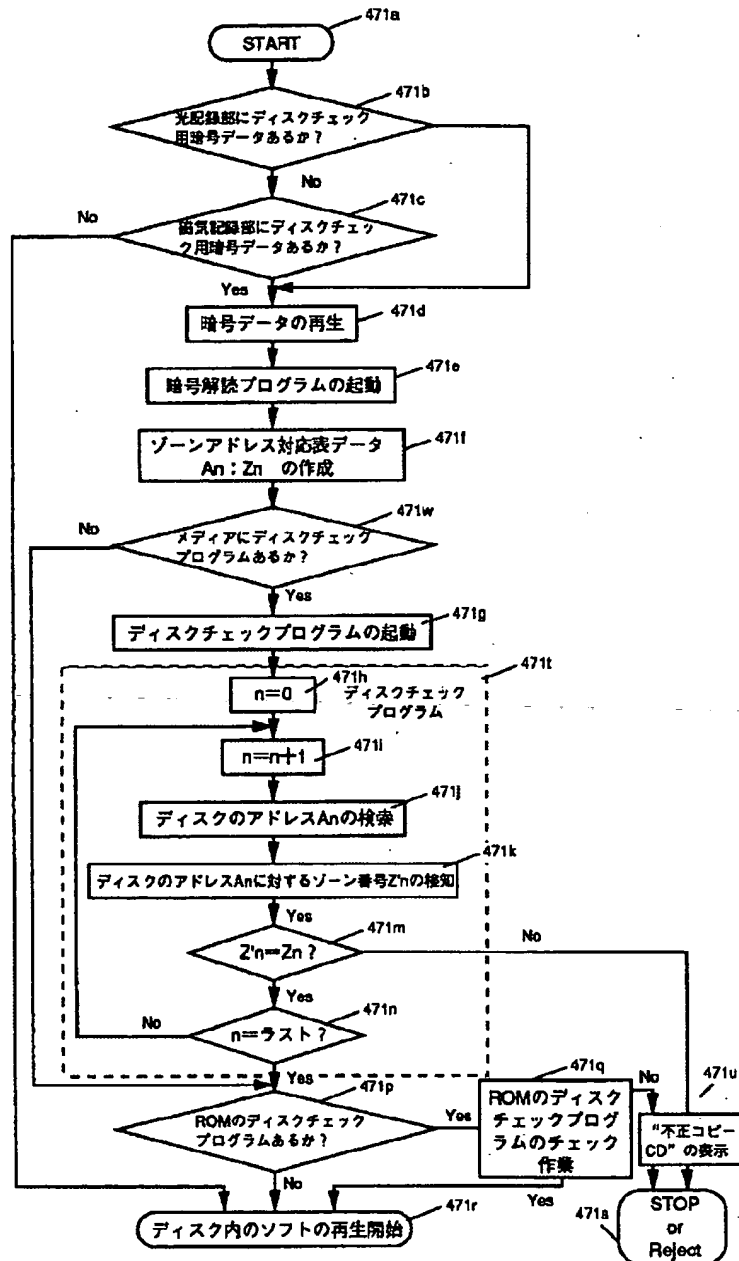 471a
START
471b
光記録部にディスクチェック
用暗号データあるか？
No
471c
No
磁気記録部にディスクチェッ
ク用暗号データあるか？
Yes
471d
暗号データの再生
471e
暗号解読プログラムの起動
471f
ゾーンアドレス対応表データ
An：Zn の作成
471w
No
メディアにディスクチェック
プログラムあるか？
Yes
471g
ディスクチェックプログラムの起動
471t
471h
n=0
ディスクチェック
プログラム
471i
n=n+1
471j
ディスクのアドレスAnの検索
471k
ディスクのアドレスAnに対するゾーン番号Z'nの検知
Yes
471m
No
Z'n=Zn？
Yes
471n
No
n=ラスト？
Yes
471p
471q
No
471u
ROMのディスクチェック
プログラムあるか？
Yes
ROMのディスク
チェックプログ
ラムのチェック
作業
“不正コピー
CD”の表示
No
Yes
471r
ディスク内のソフトの再生開始
471s
STOP
or
Reject